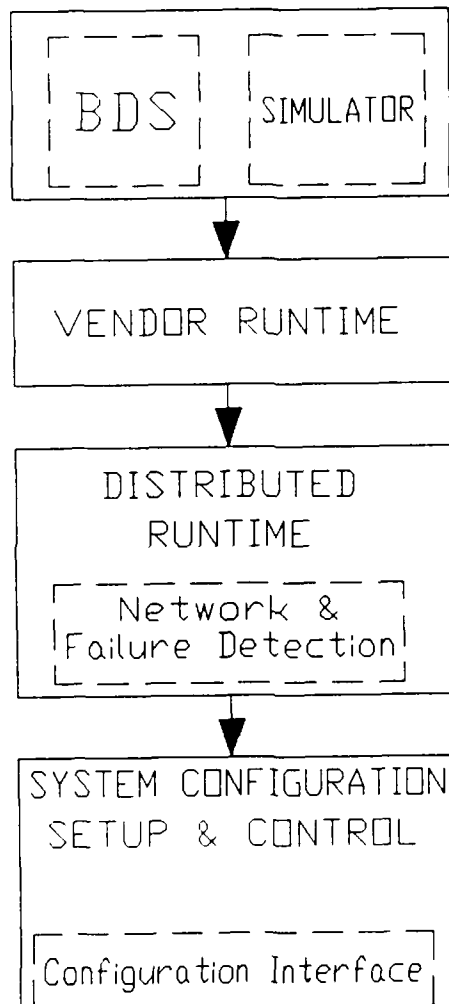 BDS
SIMULATOR
VENDOR RUNTIME
DISTRIBUTED
RUNTIME
Network &
Failure Detection
SYSTEM CONFIGURATION
SETUP & CONTROL
Configuration Interface